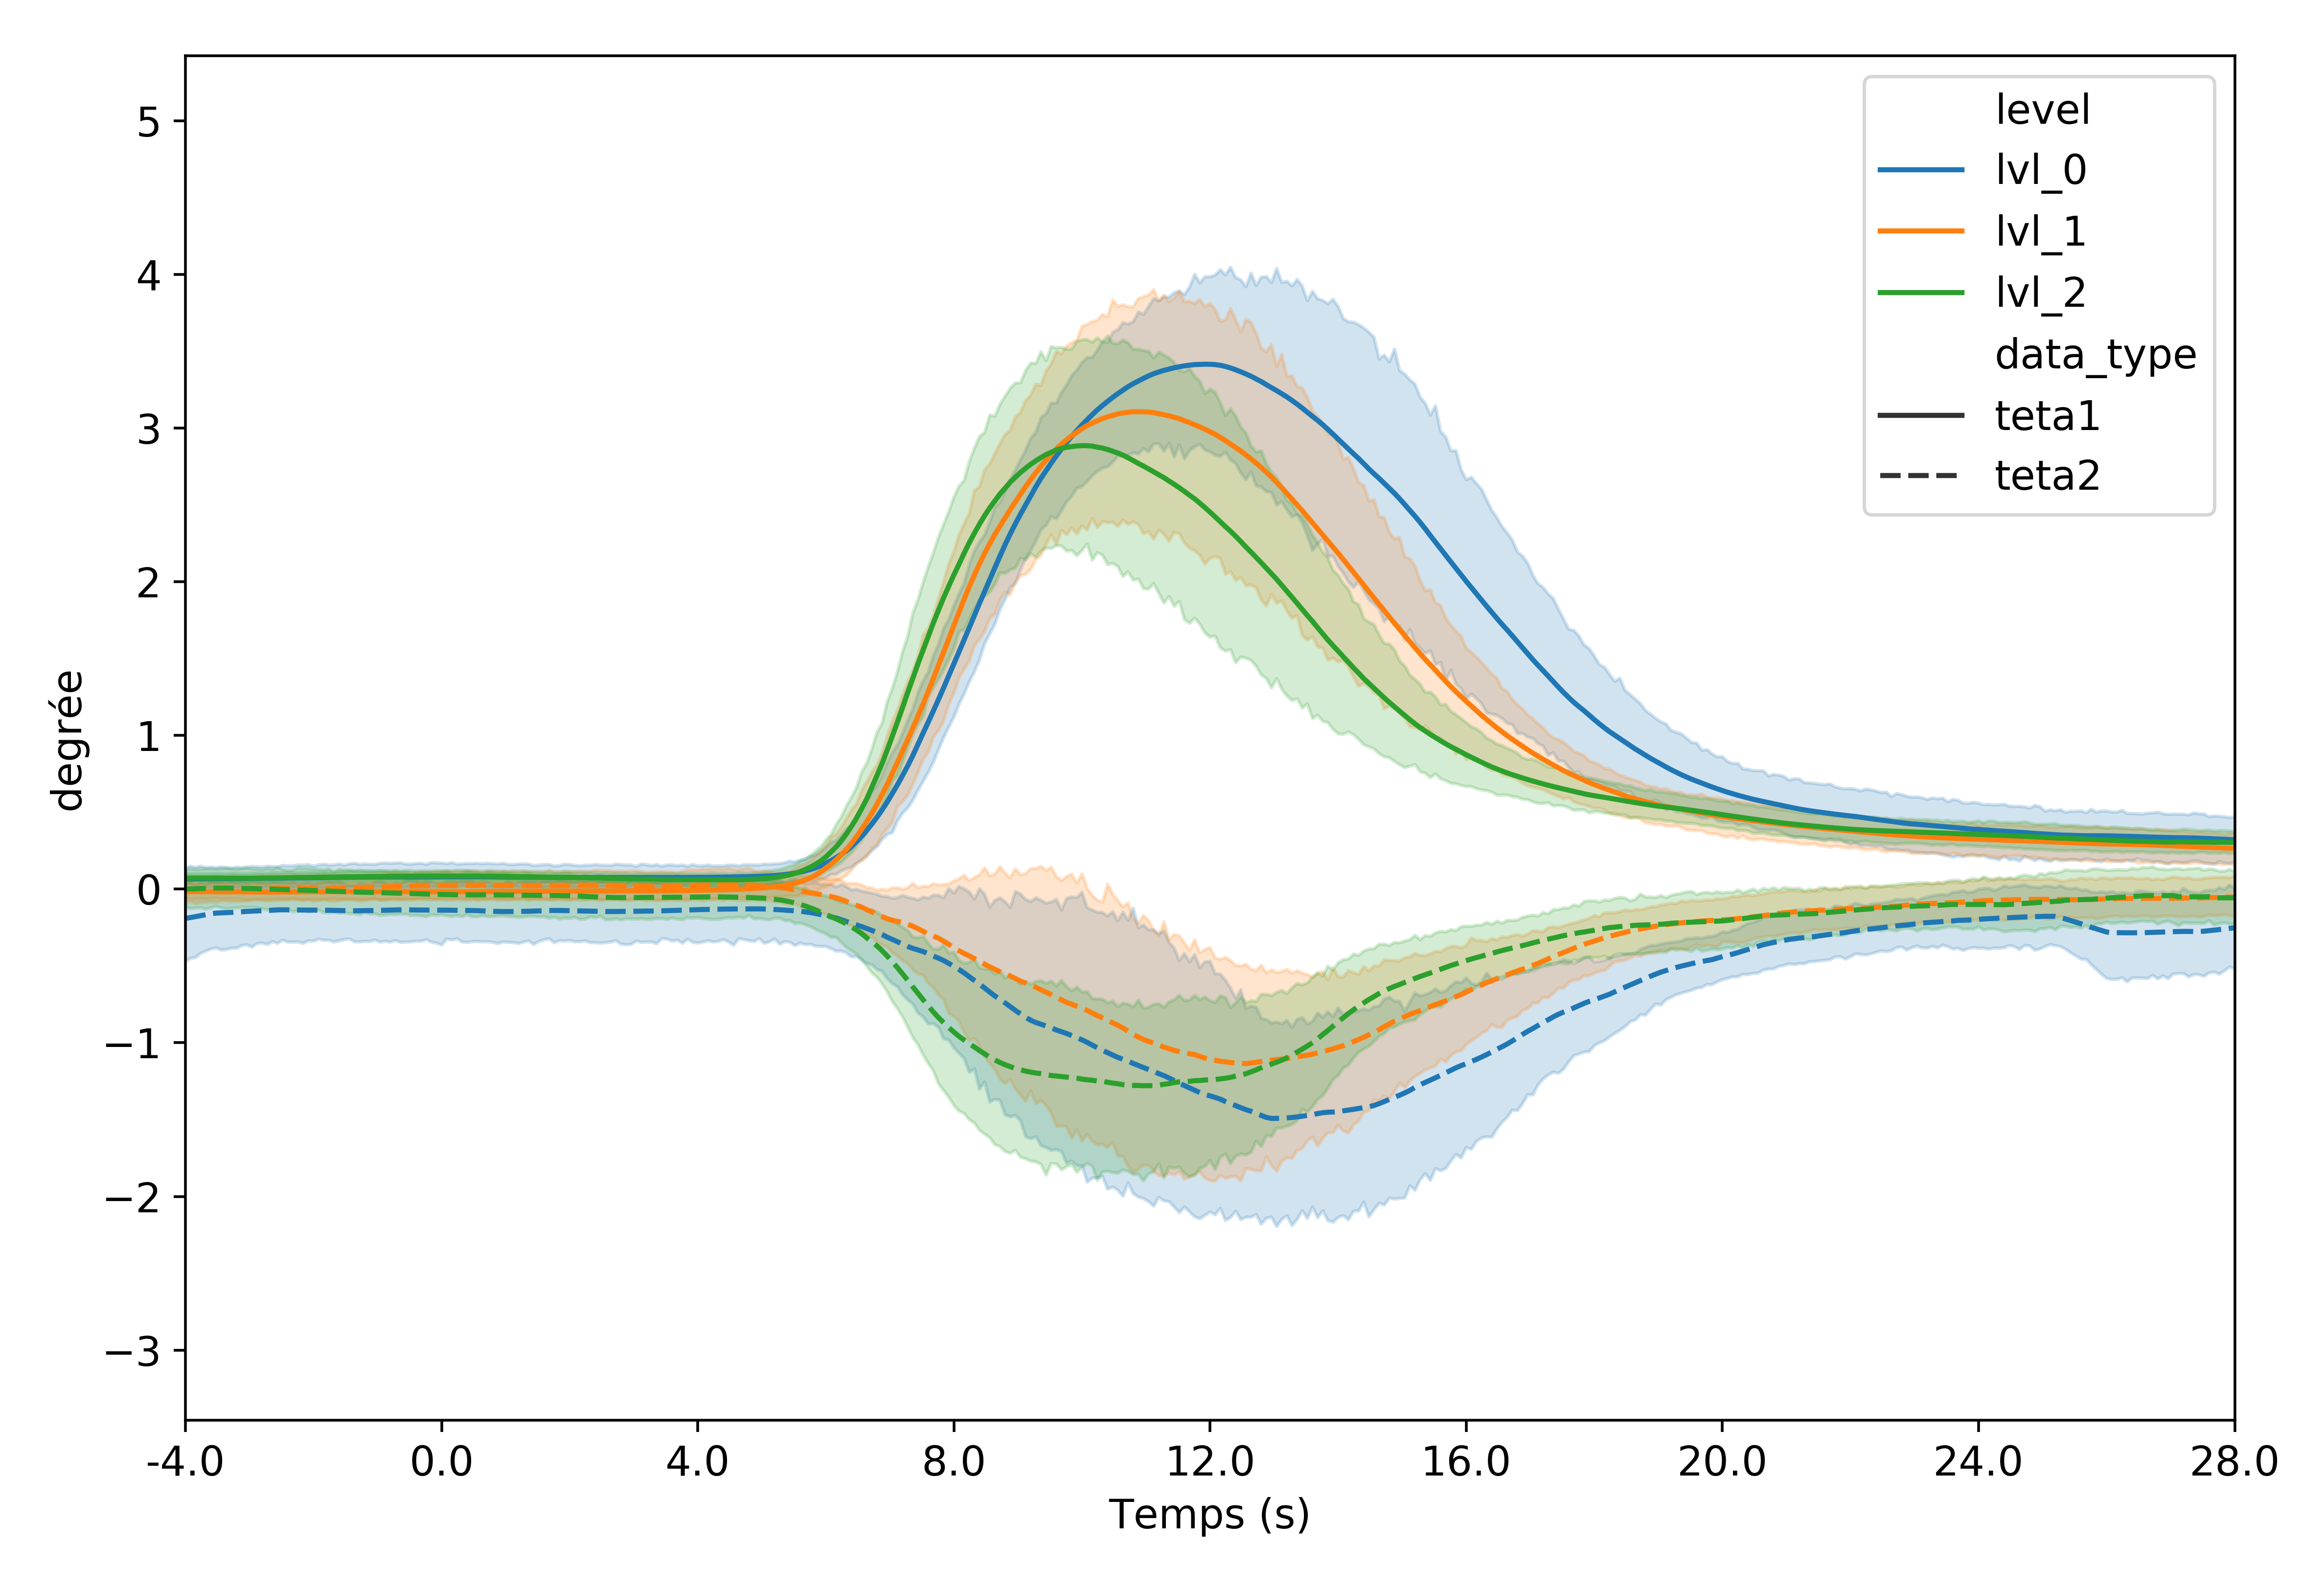 5
4
3
2
1
0
−1
−2
−3
degrée
-4.0 0.0 4.0 8.0 12.0 16.0 20.0 24.0 28.0
Temps (s)
level
lvl_0
lvl_1
lvl_2
data_type
teta1
teta2